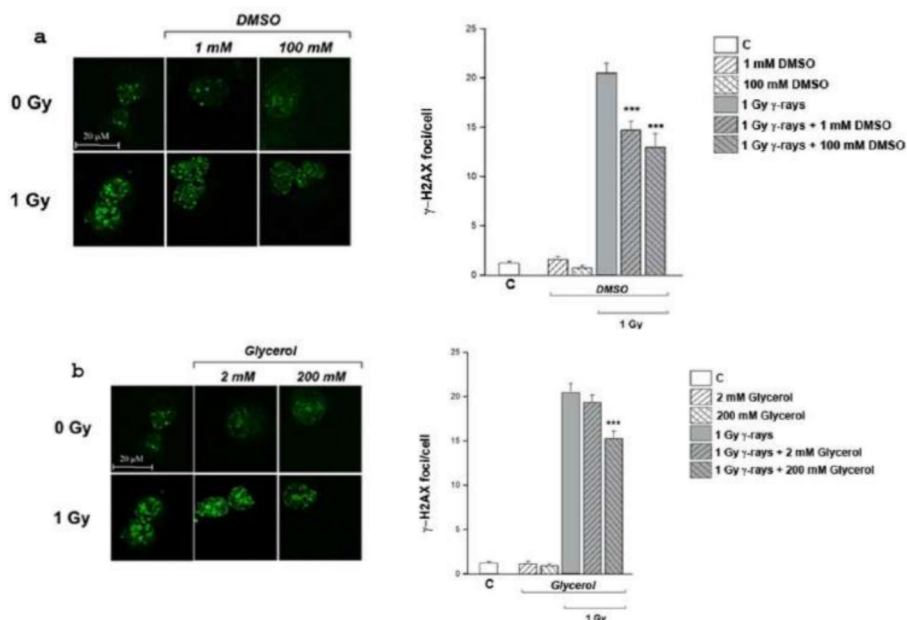 a
DMSO
1 mM 100 mM
0 Gy
20 µM
1 Gy
γ-H2AX foci/cell
25
20
15
10
5
0
*** ***
C
DMSO
1 Gy
C
1 mM DMSO
100 mM DMSO
1 Gy γ-rays
1 Gy γ-rays + 1 mM DMSO
1 Gy γ-rays + 100 mM DMSO
b
Glycerol
2 mM 200 mM
0 Gy
20 µM
1 Gy
γ-H2AX foci/cell
25
20
15
10
5
0
***
C
Glycerol
1 Gy
C
2 mM Glycerol
200 mM Glycerol
1 Gy γ-rays
1 Gy γ-rays + 2 mM Glycerol
1 Gy γ-rays + 200 mM Glycerol